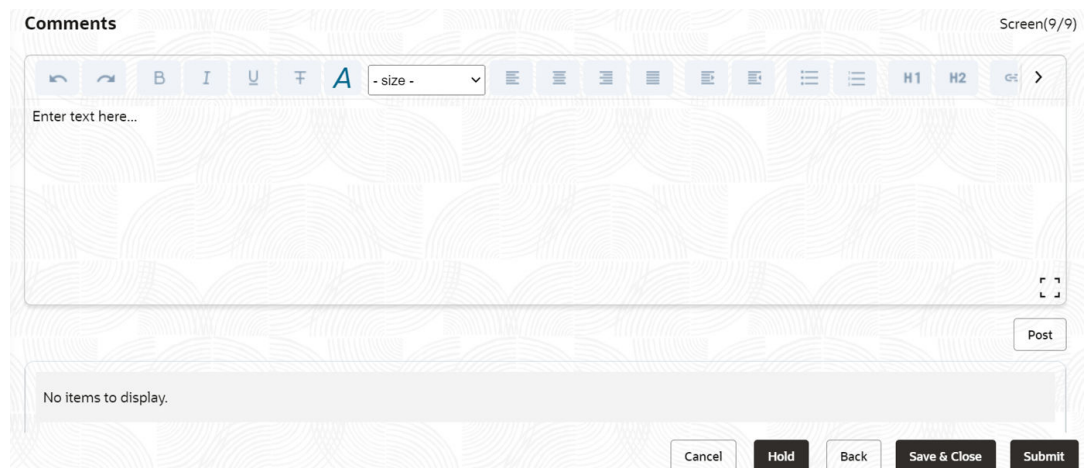 Comments Screen(9/9)
B I U T A - size - H1 H2
Enter text here...
Post
No items to display.
Cancel Hold Back Save & Close Submit